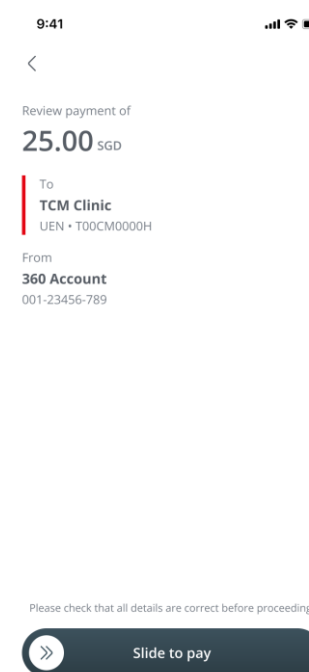 9:41
Review payment of
25.00 SGD
To
TCM Clinic
UEN • T00CM0000H
From
360 Account
001-23456-789
Please check that all details are correct before proceeding
Slide to pay